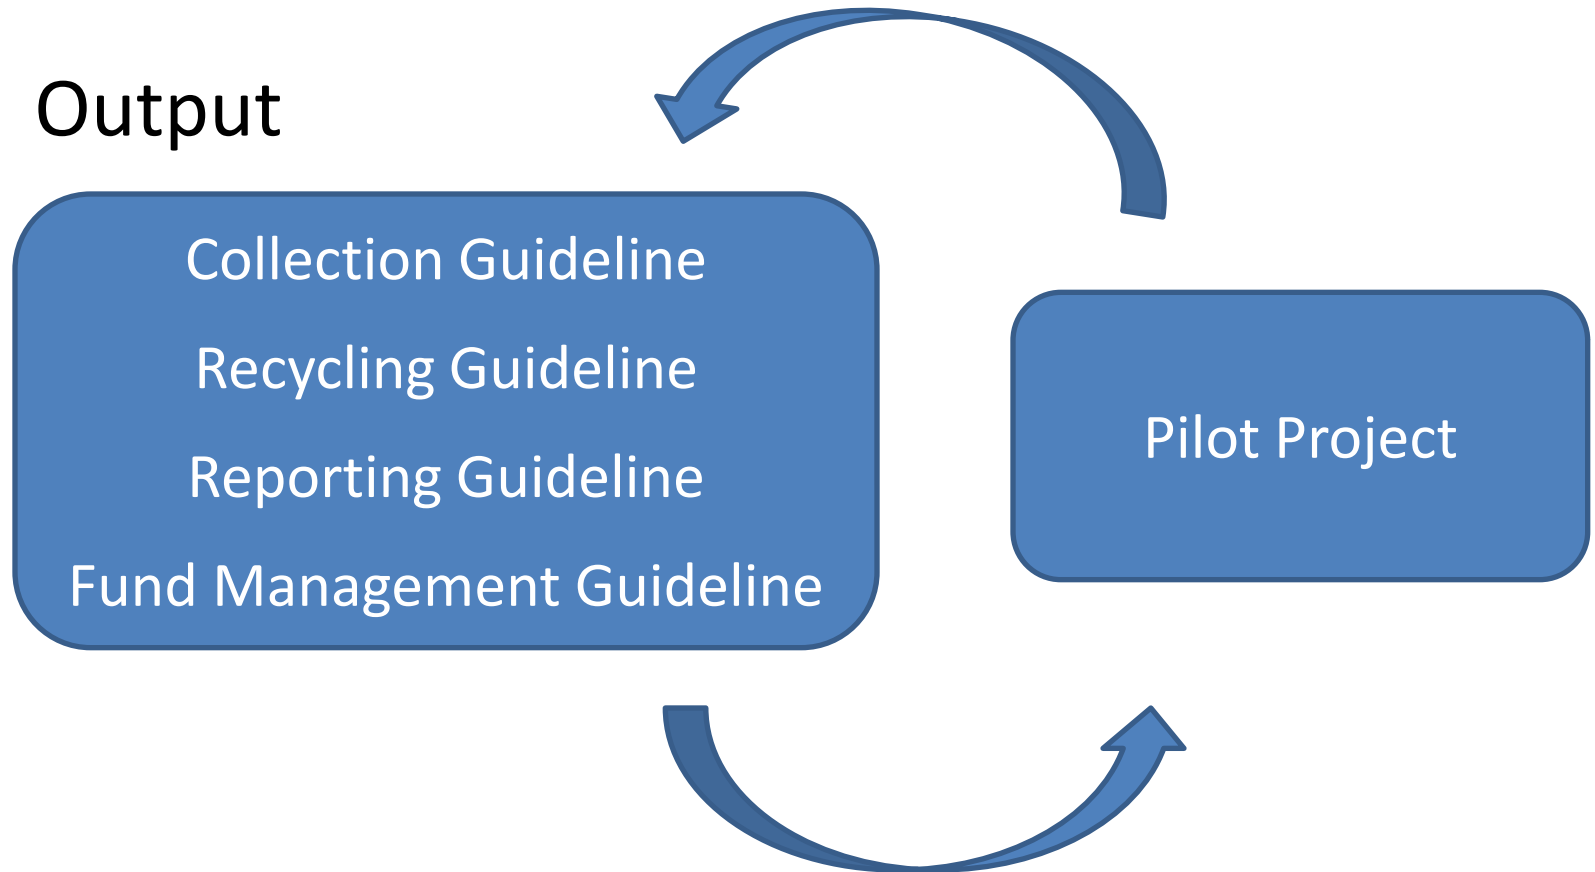 Output
Collection Guideline
Recycling Guideline
Reporting Guideline
Fund Management Guideline
Pilot Project